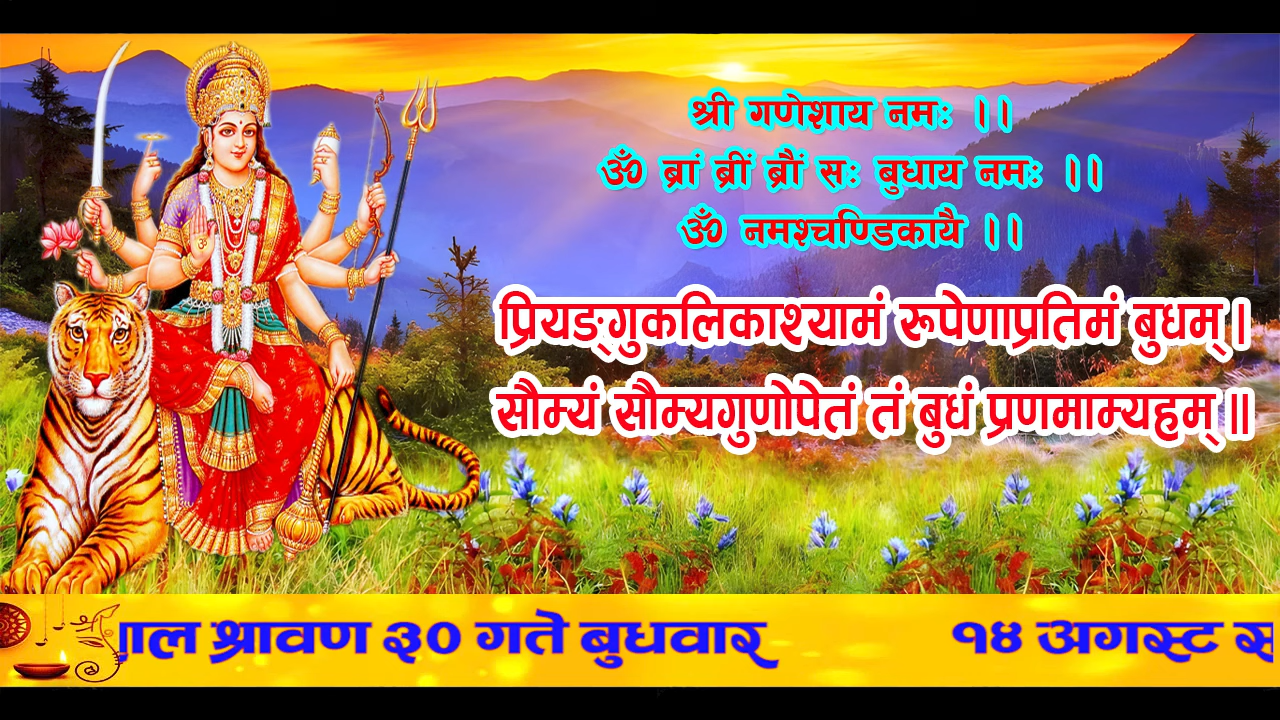 श्री गणेशाय नमः ।।
ॐ ब्रां ब्रीं ब्रौं सः बुधाय नमः ।।
ॐ नमश्चण्डिकायै ।।
प्रियङ्गुकलिकाश्यामं रूपेणाप्रतिमं बुधम् ।
सौम्यं सौम्यगुणोपेतं तं बुधं प्रणमाम्यहम् ॥
श्री
श्रावण ३० गते बुधवार १४ अगस्ट